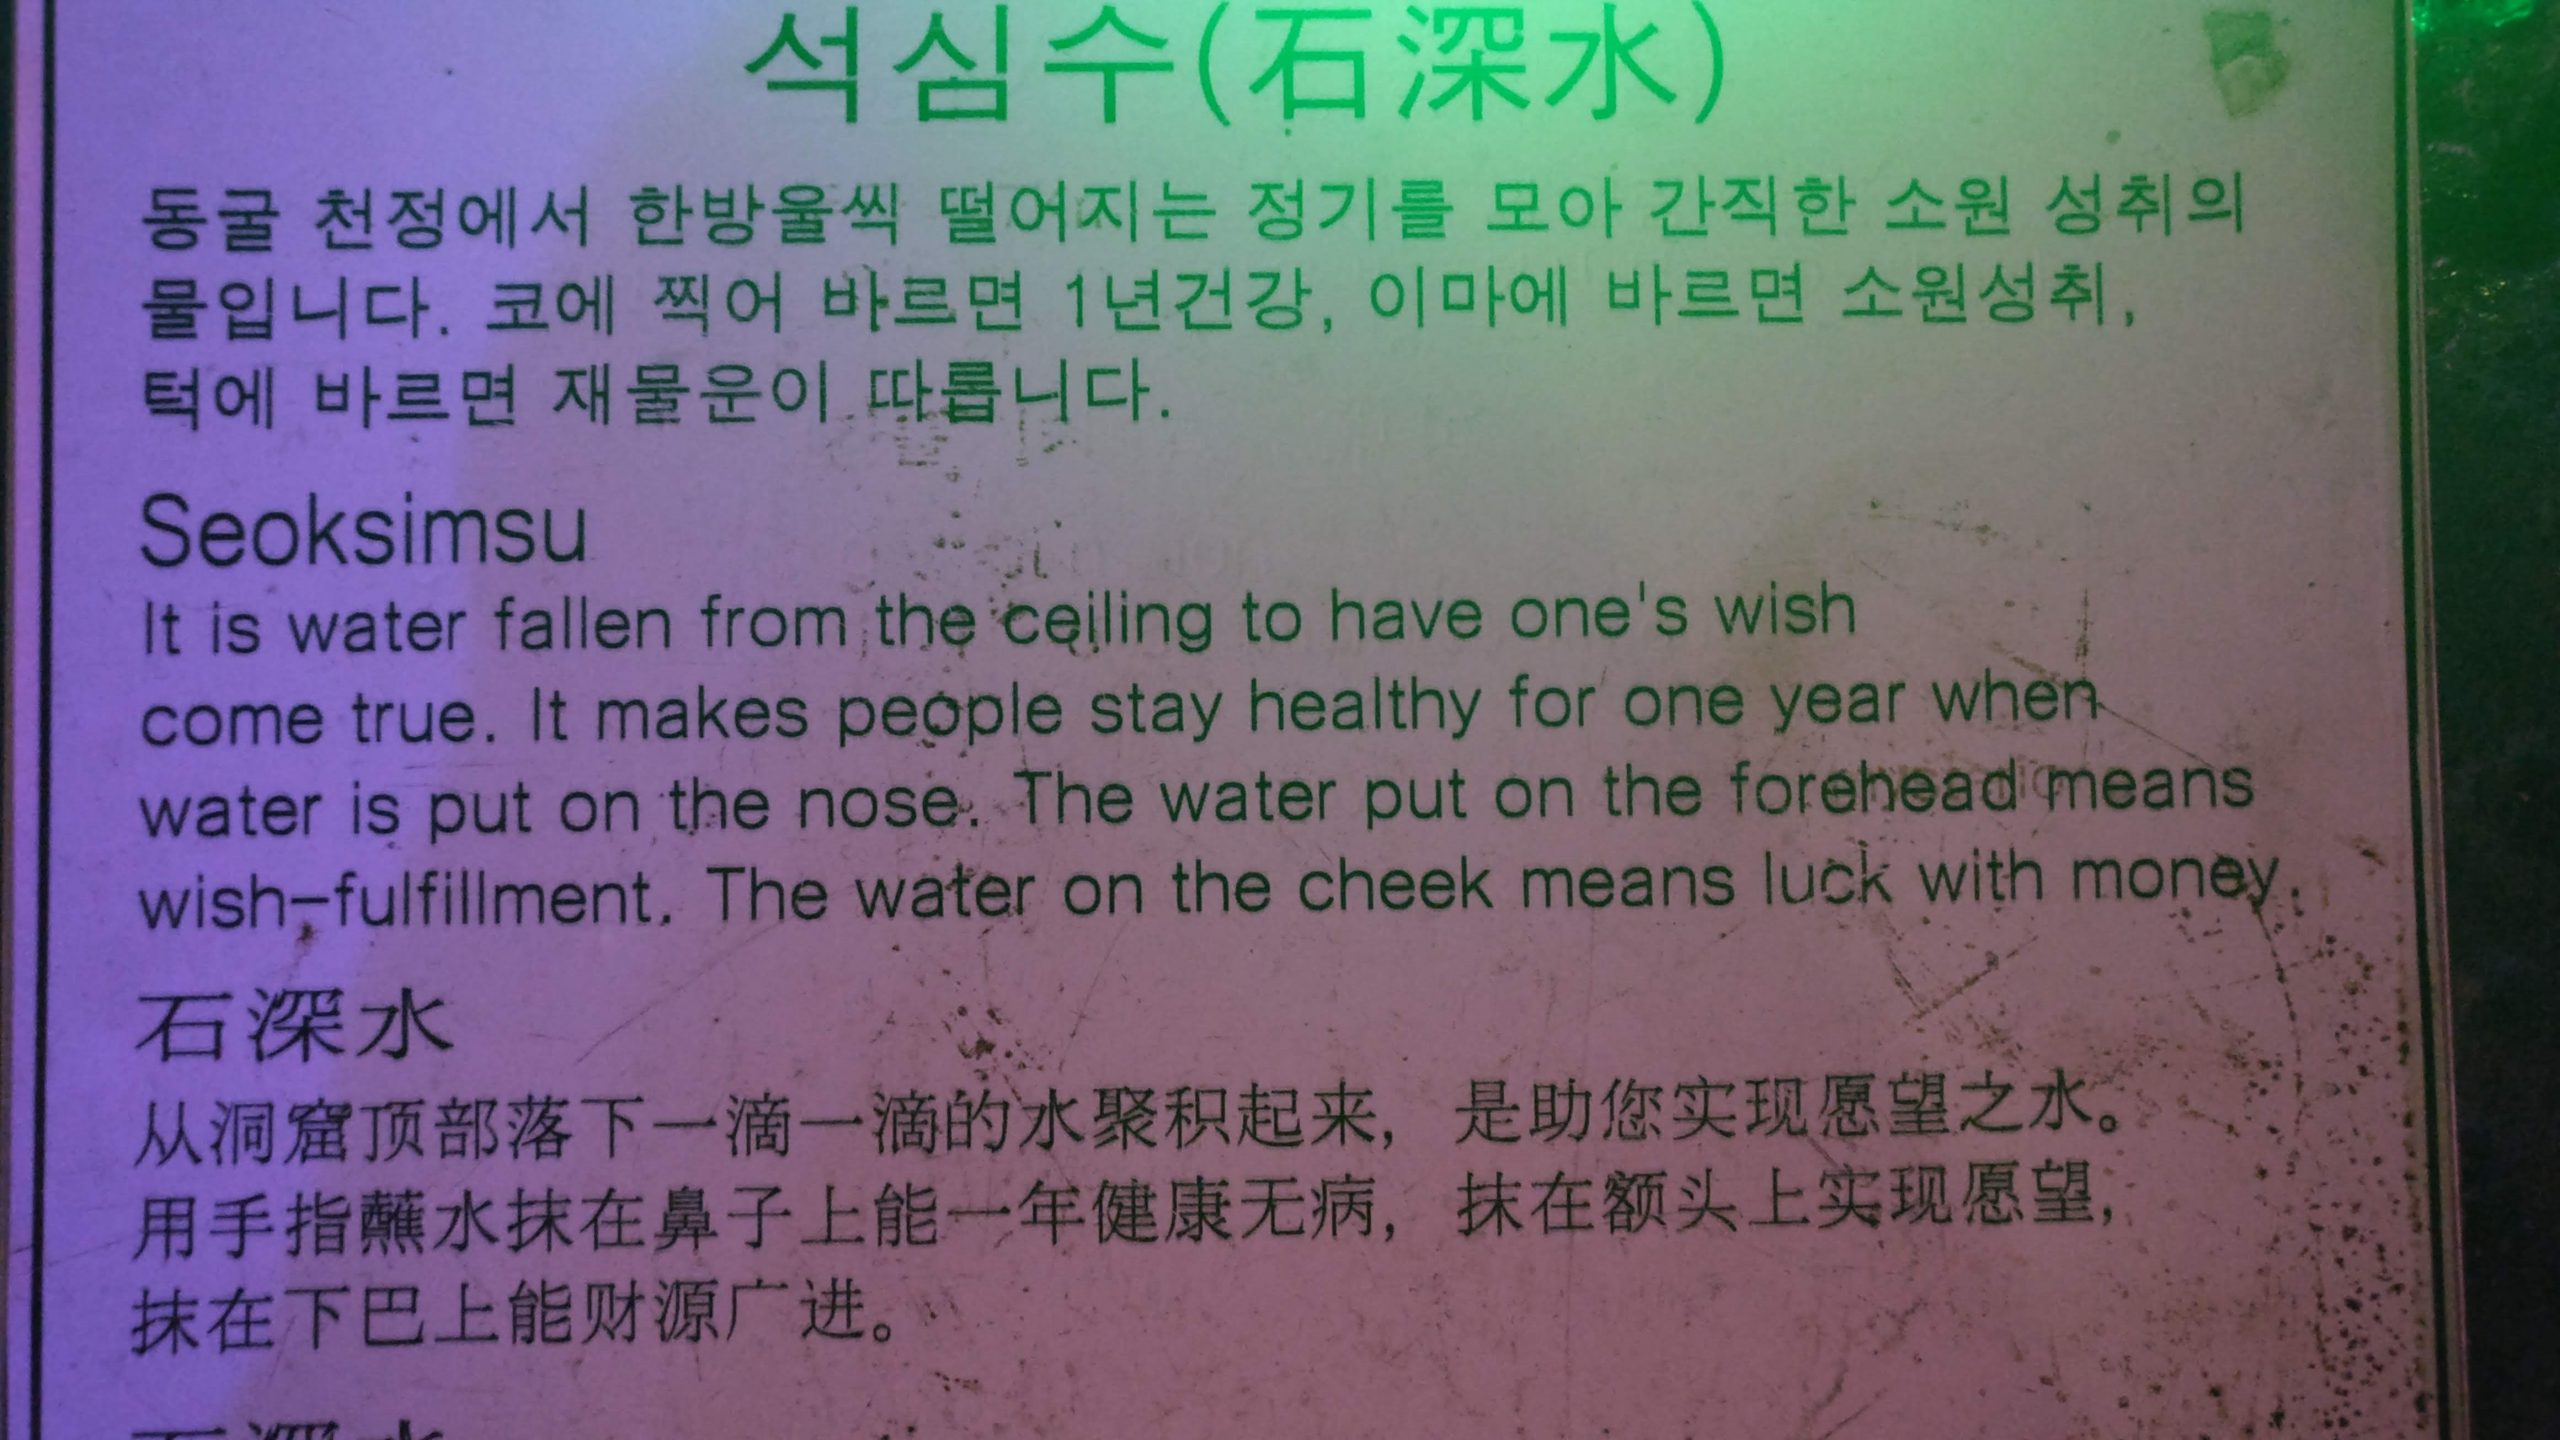 석심수(石深水)
동굴 천정에서 한방울씩 떨어지는 정기를 모아 간직한 소원 성취의
물입니다. 코에 찍어 바르면 1년건강, 이마에 바르면 소원성취,
턱에 바르면 재물운이 따릅니다.
Seoksimsu
It is water fallen from the ceiling to have one's wish
come true. It makes people stay healthy for one year when
water is put on the nose. The water put on the forehead means
wish-fulfillment. The water on the cheek means luck with money.
石深水
从洞窟顶部落下一滴一滴的水聚积起来，是助您实现愿望之水。
用手指蘸水抹在鼻子上能一年健康无病，抹在额头上实现愿望，
抹在下巴上能财源广进。